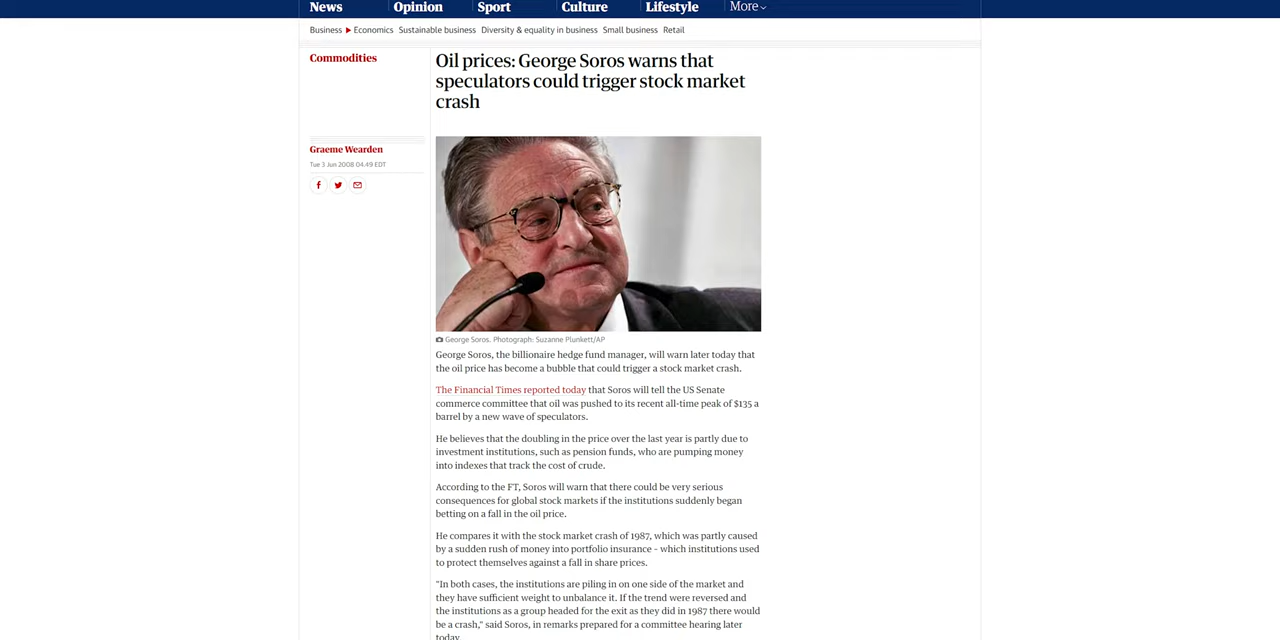 News
Opinion
Sport
Culture
Lifestyle
More
Business
Economics
Sustainable business
Diversity & equality in business
Small business
Retail
Commodities
Oil prices: George Soros warns that
speculators could trigger stock market
crash
Graeme Wearden
Tue 3 Jun 2008 04.49 EDT
George Soros. Photograph: Suzanne Plunkett/AP
George Soros, the billionaire hedge fund manager, will warn later today that
the oil price has become a bubble that could trigger a stock market crash.
The Financial Times reported today that Soros will tell the US Senate
commerce committee that oil was pushed to its recent all-time peak of $135 a
barrel by a new wave of speculators.
He believes that the doubling in the price over the last year is partly due to
investment institutions, such as pension funds, who are pumping money
into indexes that track the cost of crude.
According to the FT, Soros will warn that there could be very serious
consequences for global stock markets if the institutions suddenly began
betting on a fall in the oil price.
He compares it with the stock market crash of 1987, which was partly caused
by a sudden rush of money into portfolio insurance - which institutions used
to protect themselves against a fall in share prices.
"In both cases, the institutions are piling in on one side of the market and
they have sufficient weight to unbalance it. If the trend were reversed and
the institutions as a group headed for the exit as they did in 1987 there would
be a crash," said Soros, in remarks prepared for a committee hearing later
today.